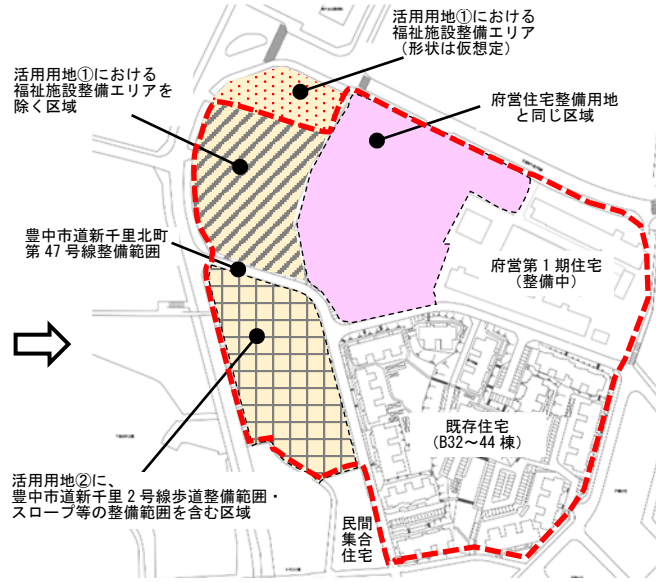 活用用地①における
福祉施設整備エリア
（形状は仮想定）
活用用地①における
福祉施設整備エリアを
除く区域
府営住宅整備用地
と同じ区域
豊中市道新千里北町
第 47 号線整備範囲
府営第 1 期住宅
（整備中）
既存住宅
（B32～44 棟）
活用用地②に、
豊中市道新千里 2 号線歩道整備範囲・
スロープ等の整備範囲を含む区域
民間
集合
住宅